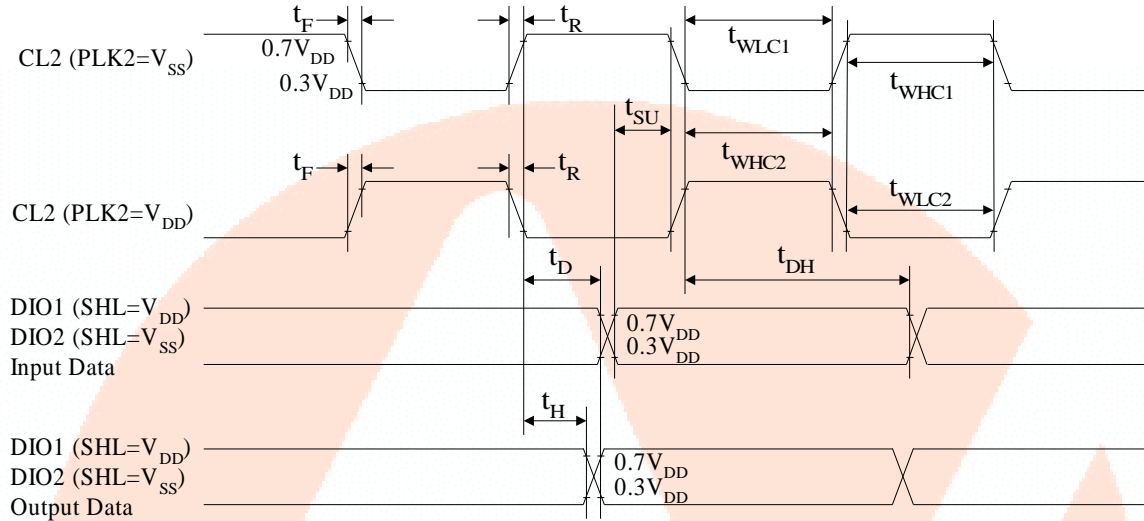 tF tR tWLC1
CL2 (PLK2=VSS) 0.7VDD
0.3VDD tWHC1
tSU
tF tR tWHC2
CL2 (PLK2=VDD) tWLC2
tD tDH
DIO1 (SHL=VDD) 0.7VDD
DIO2 (SHL=VSS) 0.3VDD
Input Data
tH
DIO1 (SHL=VDD) 0.7VDD
DIO2 (SHL=VSS) 0.3VDD
Output Data